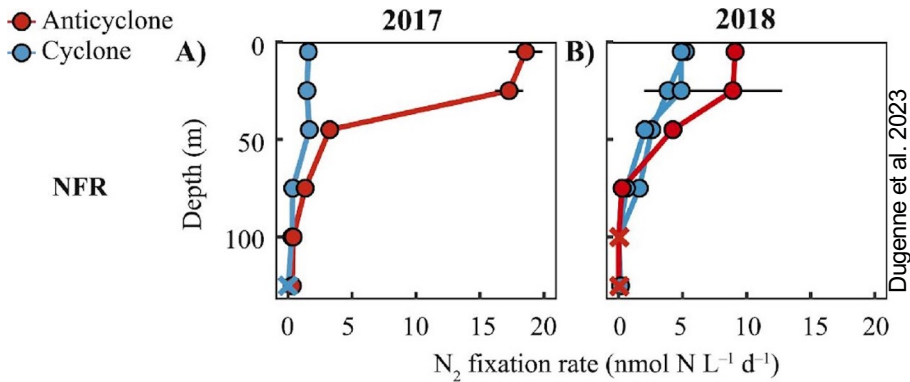 Anticyclone
Cyclone
2017
2018
A)
B)
0
50
100
Depth (m)
NFR
0 5 10 15 20
0 5 10 15 20
N₂ fixation rate (nmol N L⁻¹ d⁻¹)
Dugenne et al. 2023